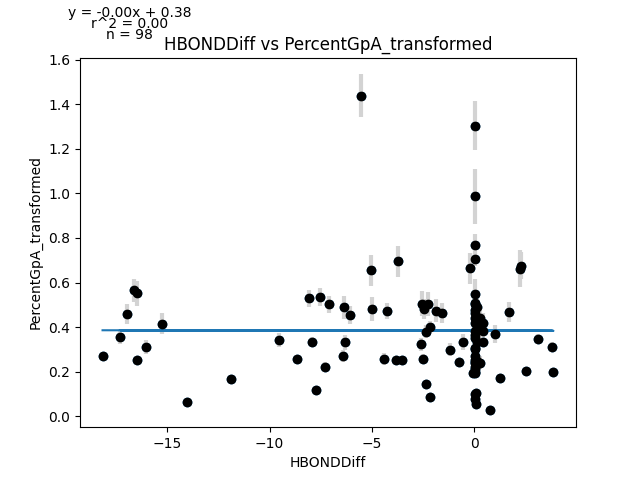 y = -0.00x + 0.38
r^2 = 0.00
n = 98
HBONDDiff vs PercentGpA_transformed
PercentGpA_transformed
1.6
1.4
1.2
1.0
0.8
0.6
0.4
0.2
0.0
−15
−10
−5
0
HBONDDiff